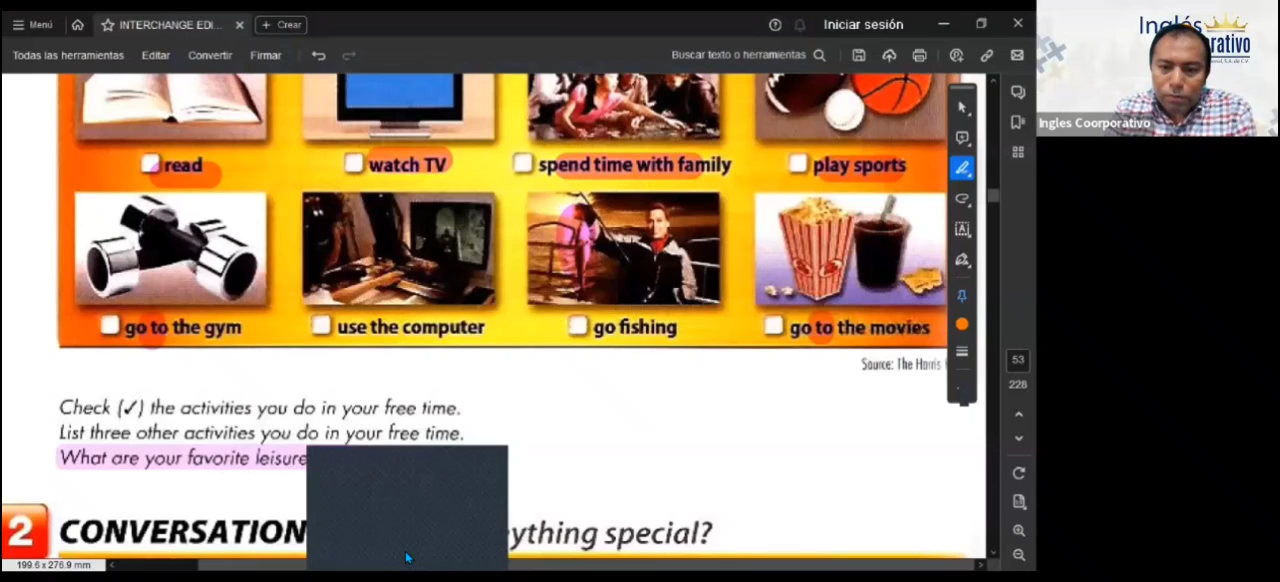 Menú
INTERCHANGE EDI...
Crear
Iniciar sesión
Todas las herramientas
Editar
Convertir
Firmar
Buscar texto o herramientas
Inglés
rativo
Ingles Coorporativo
read
watch TV
spend time with family
play sports
go to the gym
use the computer
go fishing
go to the movies
Source: The Harris
Check (✓) the activities you do in your free time.
List three other activities you do in your free time.
What are your favorite leisure
2 CONVERSATION
ything special?
53
228
199.6 x 276.9 mm